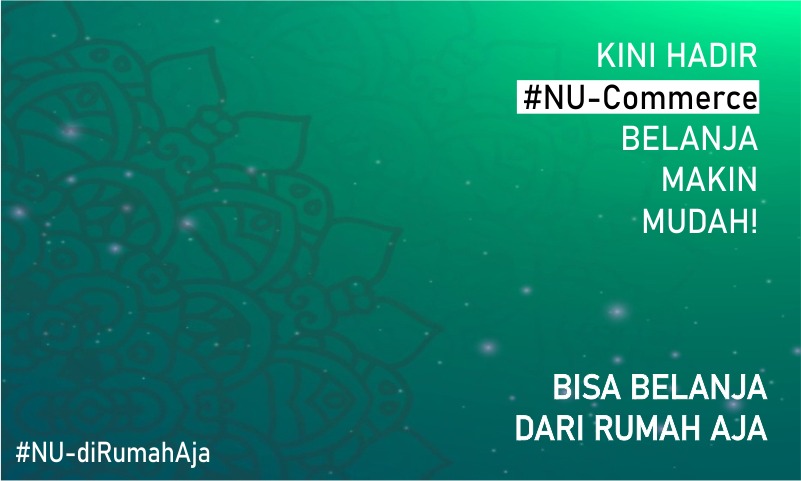 KINI HADIR
#NU-Commerce
BELANJA
MAKIN
MUDAH!
BISA BELANJA
DARI RUMAH AJA
#NU-diRumahAja